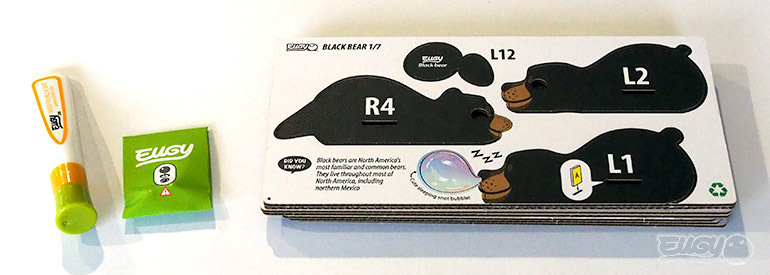 EUGY
EUGY
EUGY
BLACK BEAR 1/7
EUGY
Black bear
L12
L2
R4
DID YOU
KNOW?
Black bears are North America's
most familiar and common bears.
They live throughout most of
North America, including
northern Mexico
zzz
L1
A
Cute sleeping snot bubble!
EUGY